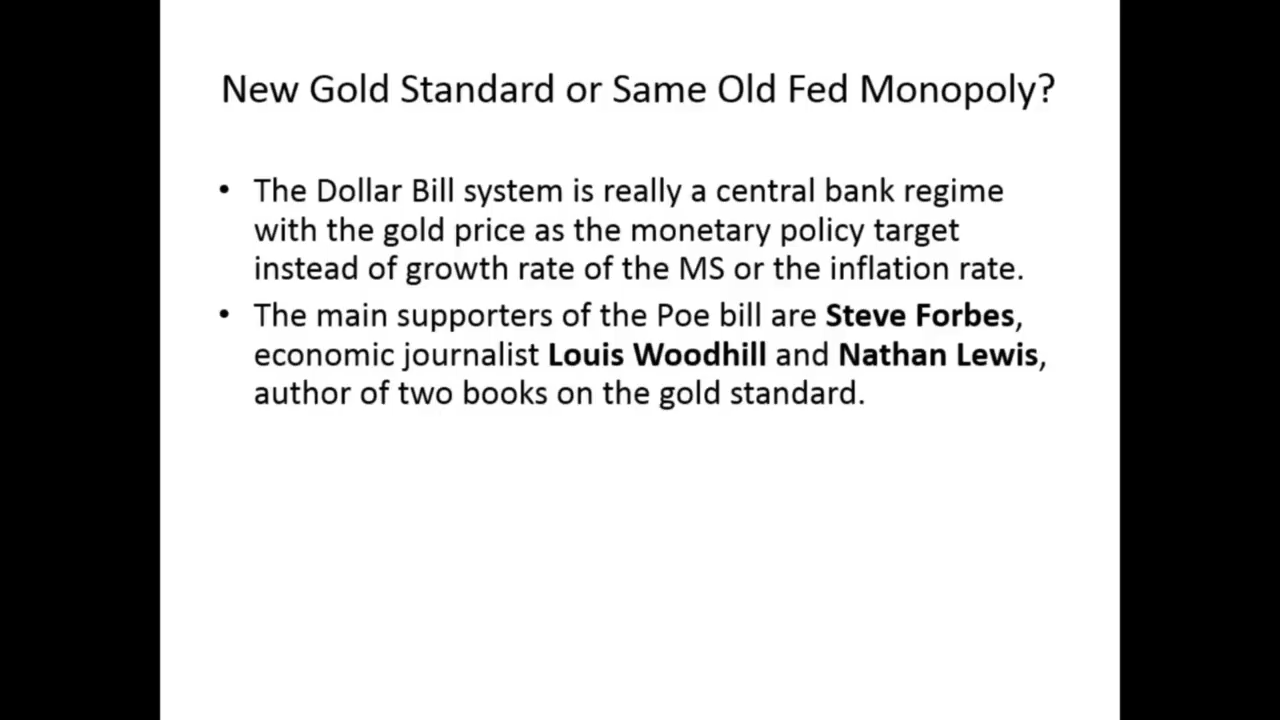 New Gold Standard or Same Old Fed Monopoly?
• The Dollar Bill system is really a central bank regime
with the gold price as the monetary policy target
instead of growth rate of the MS or the inflation rate.
• The main supporters of the Poe bill are Steve Forbes,
economic journalist Louis Woodhill and Nathan Lewis,
author of two books on the gold standard.